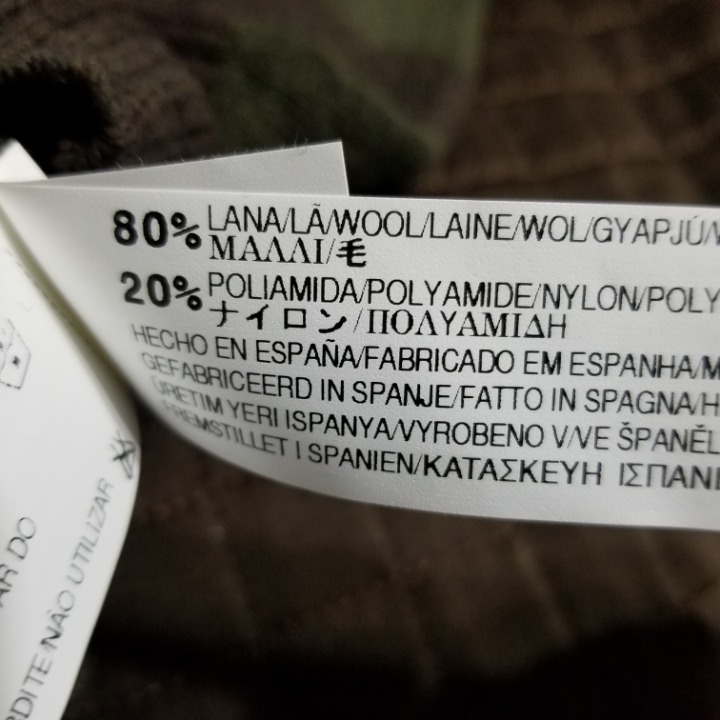 80% LANA/LÃ/WOOL/LAINE/WOL/GYAPJÚ/
ΜΑΛΛΙ/毛
20% POLIAMIDA/POLYAMIDE/NYLON/POLY
ナイロン/ΠΟΛΥΑΜΙΔΗ
HECHO EN ESPAÑA/FABRICADO EM ESPANHA/M
GEFABRICEERD IN SPANJE/FATTO IN SPAGNA/H
ÜRETIM YERI ISPANYA/VYROBENO V/VE ŠPANĚL
FREMSTILLET I SPANIEN/ΚΑΤΑΣΚΕΥΗ ΙΣΠΑΝΙ
AR DO
RDITE/NÃO UTILIZAR